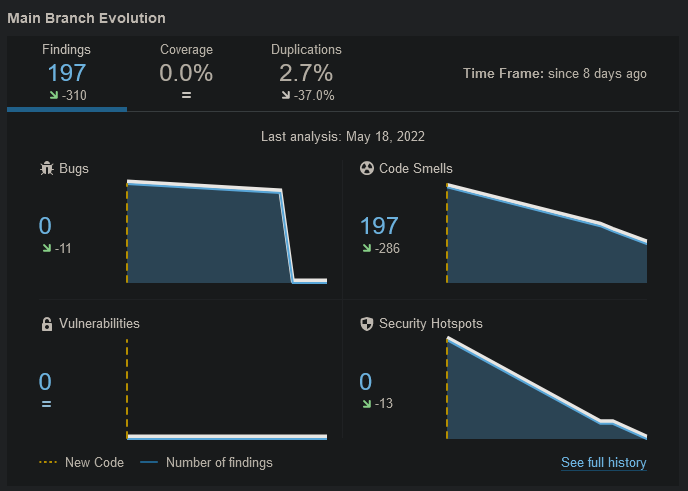 Main Branch Evolution
Findings Coverage Duplications
197 0.0% 2.7% Time Frame: since 8 days ago
-310 = -37.0%
Last analysis: May 18, 2022
Bugs
0
-11
Code Smells
197
-286
Vulnerabilities
0
=
Security Hotspots
0
-13
New Code Number of findings See full history